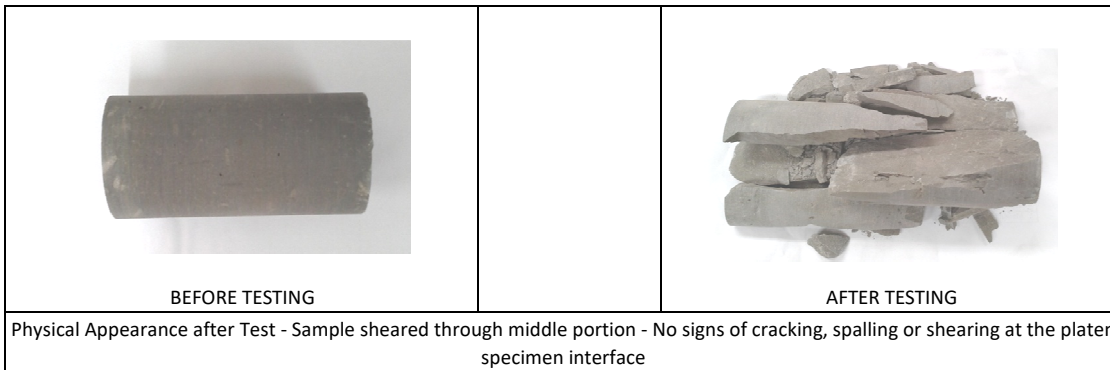 BEFORE TESTING
AFTER TESTING
Physical Appearance after Test - Sample sheared through middle portion - No signs of cracking, spalling or shearing at the platen
specimen interface